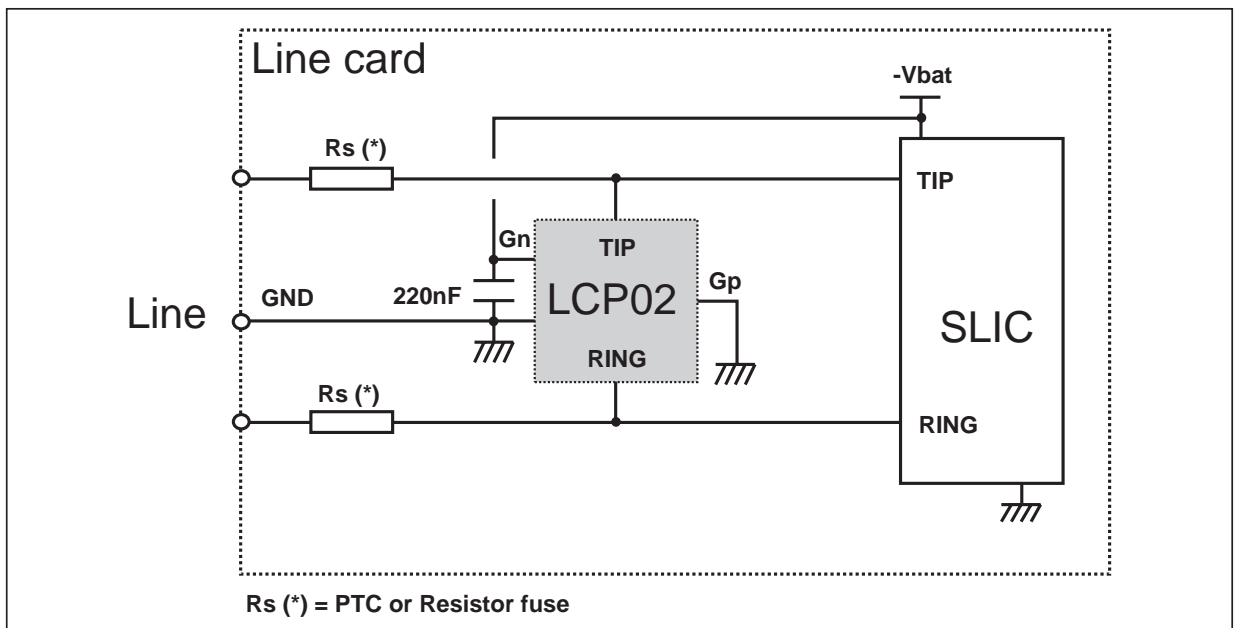 Line card
-Vbat
Rs (*)
TIP
Gn
TIP
Gp
220nF
LCP02
GND
Line
SLIC
RING
Rs (*)
RING
Rs (*) = PTC or Resistor fuse